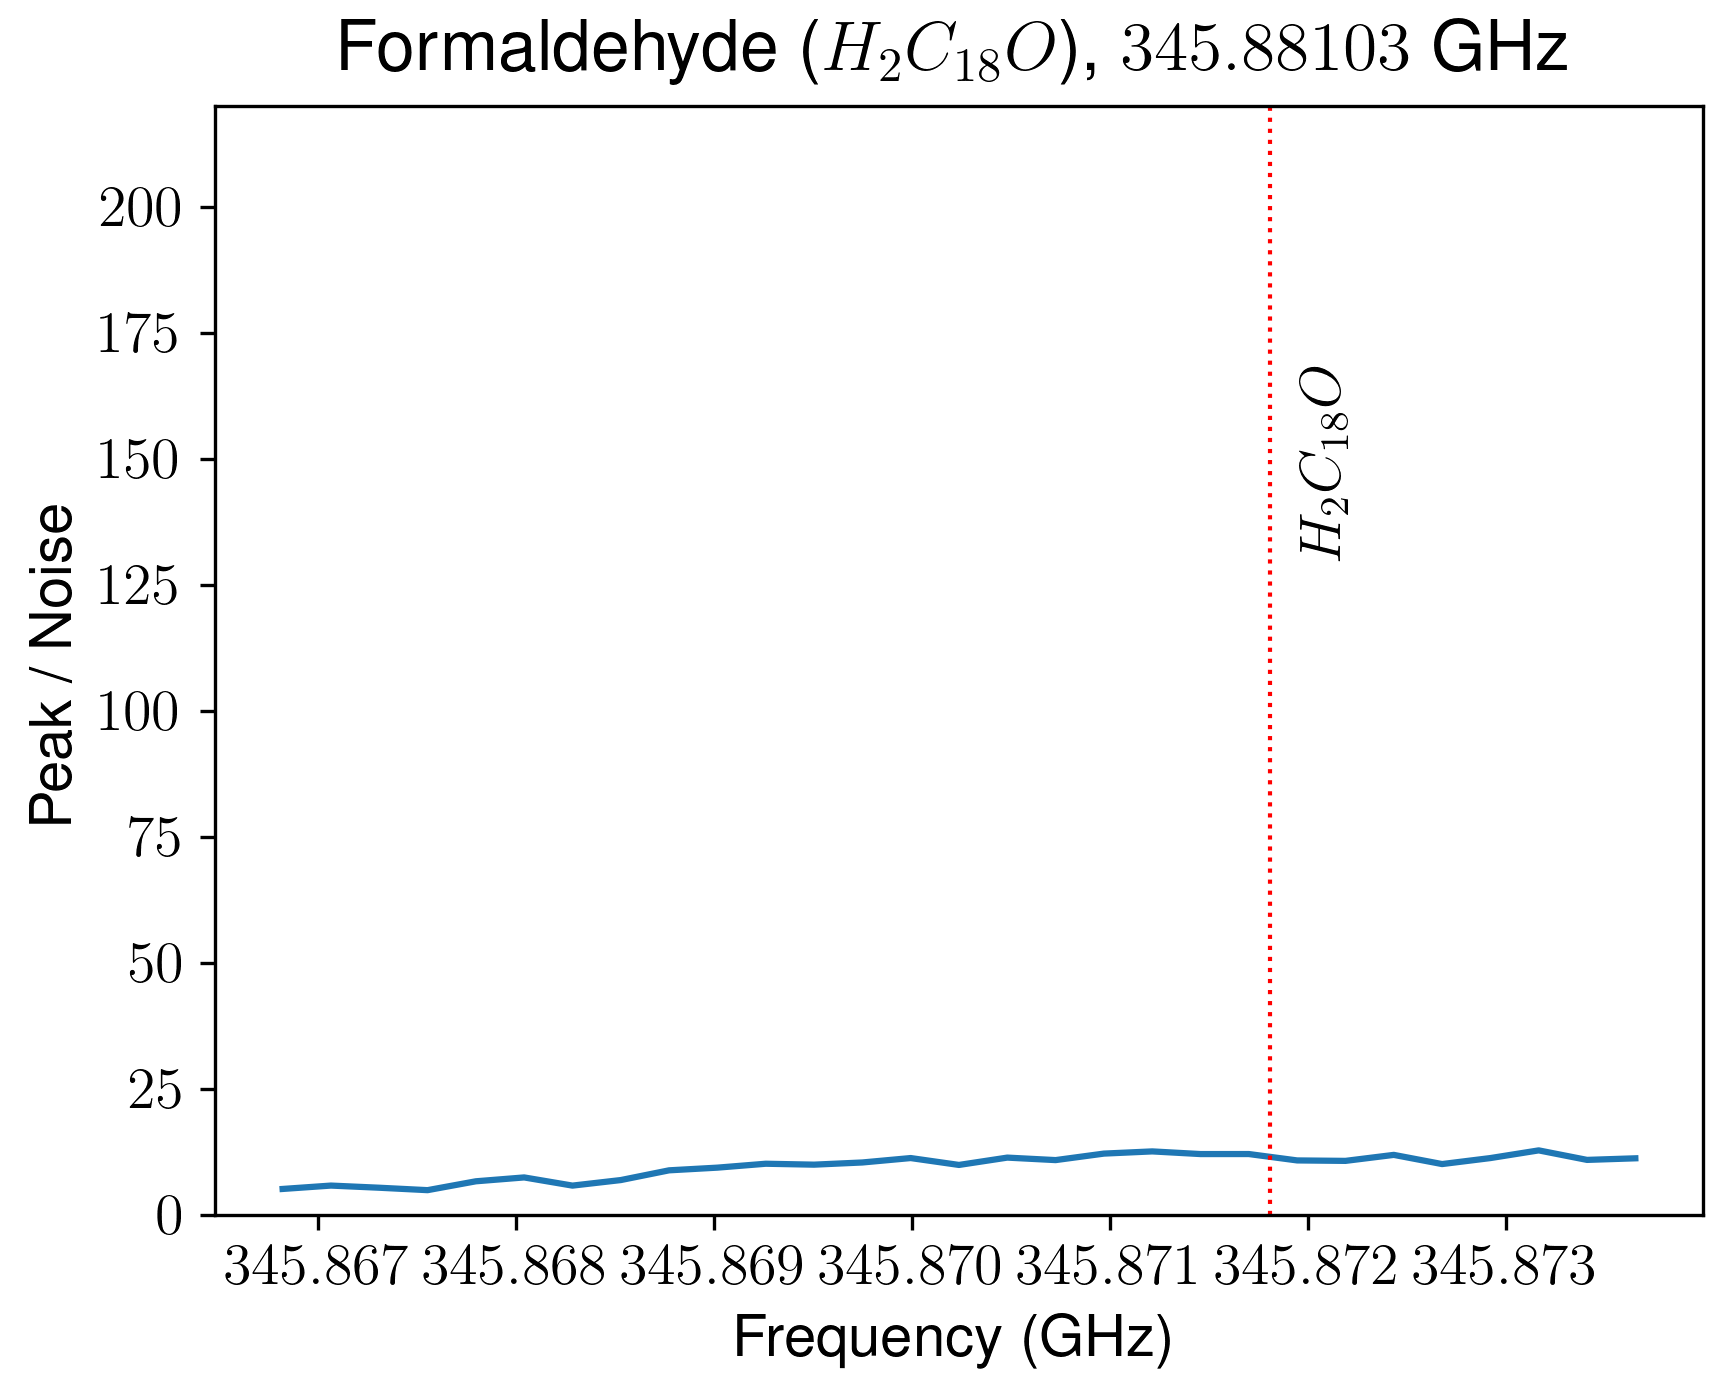 Formaldehyde (H₂C₁₈O), 345.88103 GHz
Peak / Noise
200
175
150
125
100
75
50
25
0
H₂C₁₈O
345.867 345.868 345.869 345.870 345.871 345.872 345.873
Frequency (GHz)